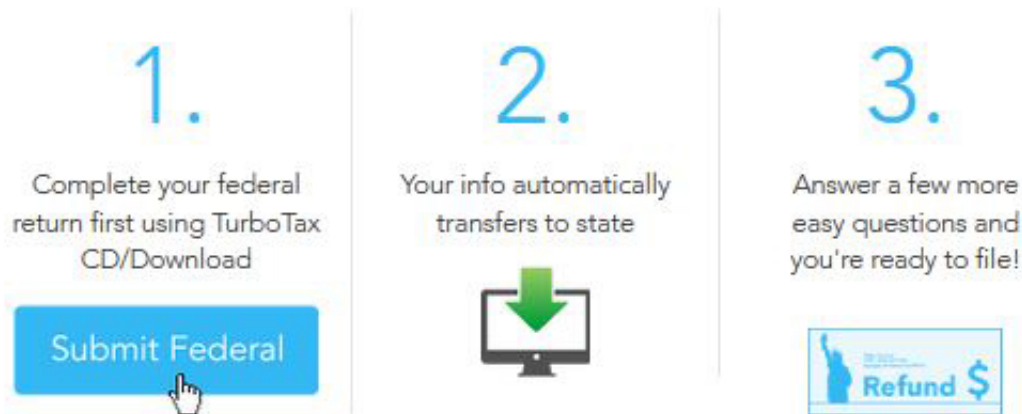 1.
Complete your federal
return first using TurboTax
CD/Download
Submit Federal
2.
Your info automatically
transfers to state
3.
Answer a few more
easy questions and
you're ready to file!
Refund $